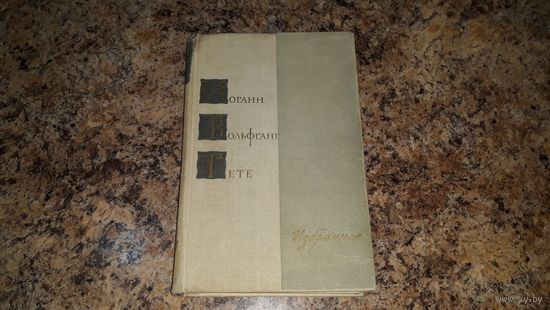 Иоганн
Вольфганг
Гете
Избранное
www.ay.by